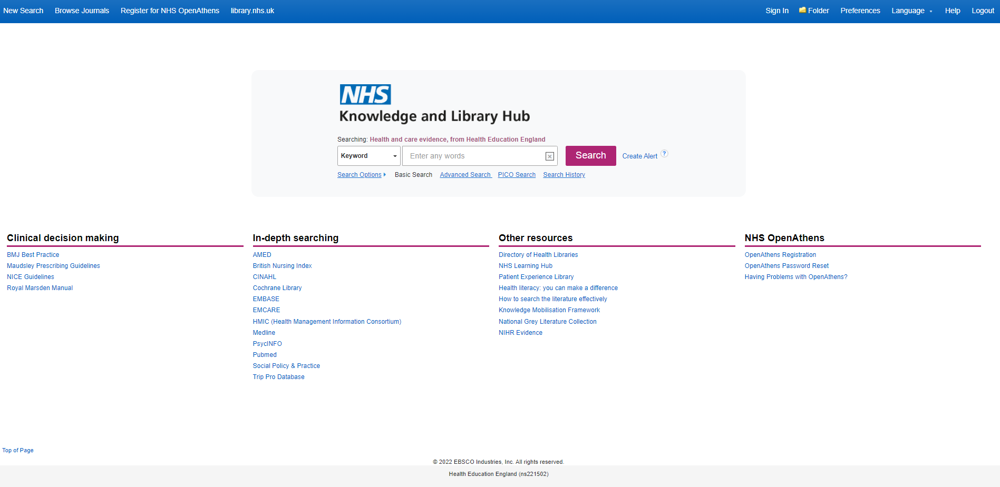 New Search Browse Journals Register for NHS OpenAthens library.nhs.uk Sign In Folder Preferences Language Help Logout
NHS
Knowledge and Library Hub
Searching: Health and care evidence, from Health Education England
Keyword Enter any words Search Create Alert ?
Search Options Basic Search Advanced Search PICO Search Search History
Clinical decision making
BMJ Best Practice
Maudsley Prescribing Guidelines
NICE Guidelines
Royal Marsden Manual
In-depth searching
AMED
British Nursing Index
CINAHL
Cochrane Library
EMBASE
EMCARE
HMIC (Health Management Information Consortium)
Medline
PsycINFO
Pubmed
Social Policy & Practice
Trip Pro Database
Other resources
Directory of Health Libraries
NHS Learning Hub
Patient Experience Library
Health literacy: you can make a difference
How to search the literature effectively
Knowledge Mobilisation Framework
National Grey Literature Collection
NIHR Evidence
NHS OpenAthens
OpenAthens Registration
OpenAthens Password Reset
Having Problems with OpenAthens?
Top of Page
© 2022 EBSCO Industries, Inc. All rights reserved.
Health Education England (ns221502)